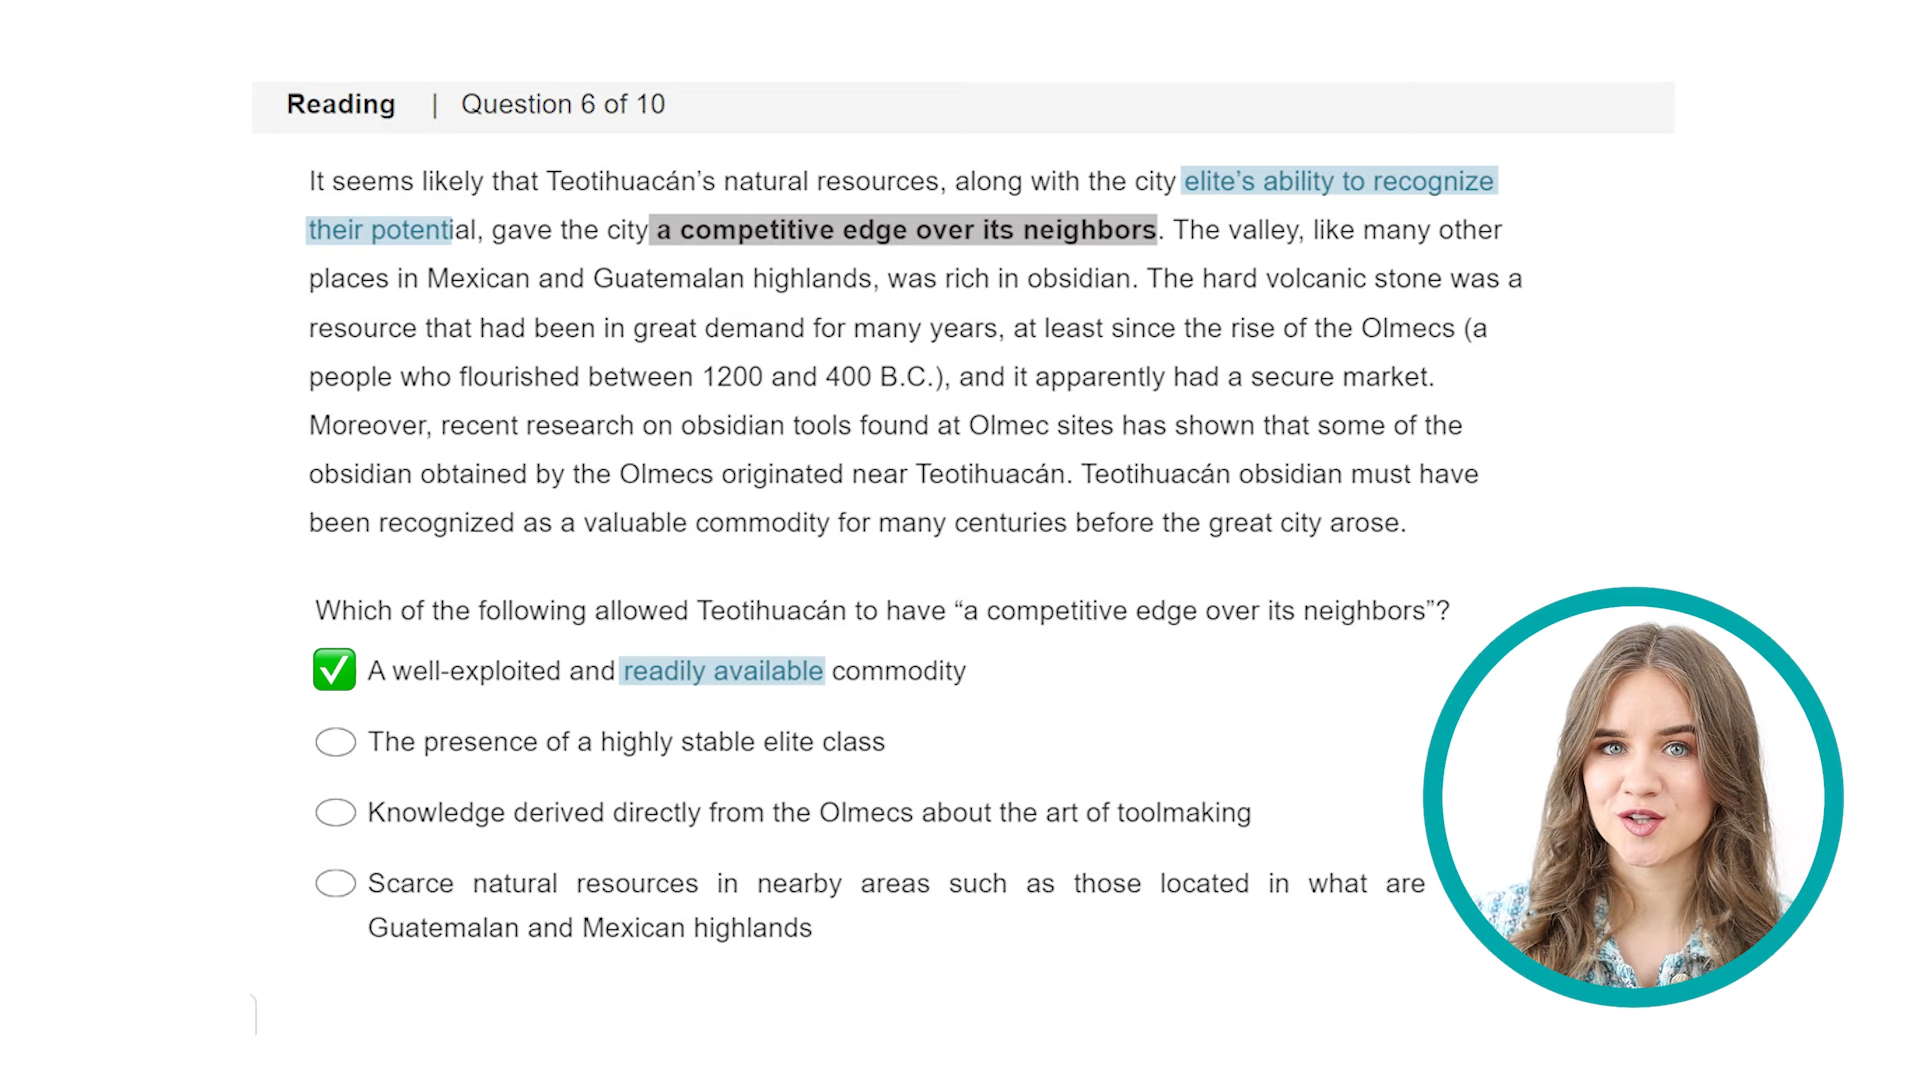 Reading | Question 6 of 10
It seems likely that Teotihuacán’s natural resources, along with the city elite’s ability to recognize
their potential, gave the city a competitive edge over its neighbors. The valley, like many other
places in Mexican and Guatemalan highlands, was rich in obsidian. The hard volcanic stone was a
resource that had been in great demand for many years, at least since the rise of the Olmecs (a
people who flourished between 1200 and 400 B.C.), and it apparently had a secure market.
Moreover, recent research on obsidian tools found at Olmec sites has shown that some of the
obsidian obtained by the Olmecs originated near Teotihuacán. Teotihuacán obsidian must have
been recognized as a valuable commodity for many centuries before the great city arose.
Which of the following allowed Teotihuacán to have “a competitive edge over its neighbors”?
A well-exploited and readily available commodity
The presence of a highly stable elite class
Knowledge derived directly from the Olmecs about the art of toolmaking
Scarce natural resources in nearby areas such as those located in what are
Guatemalan and Mexican highlands